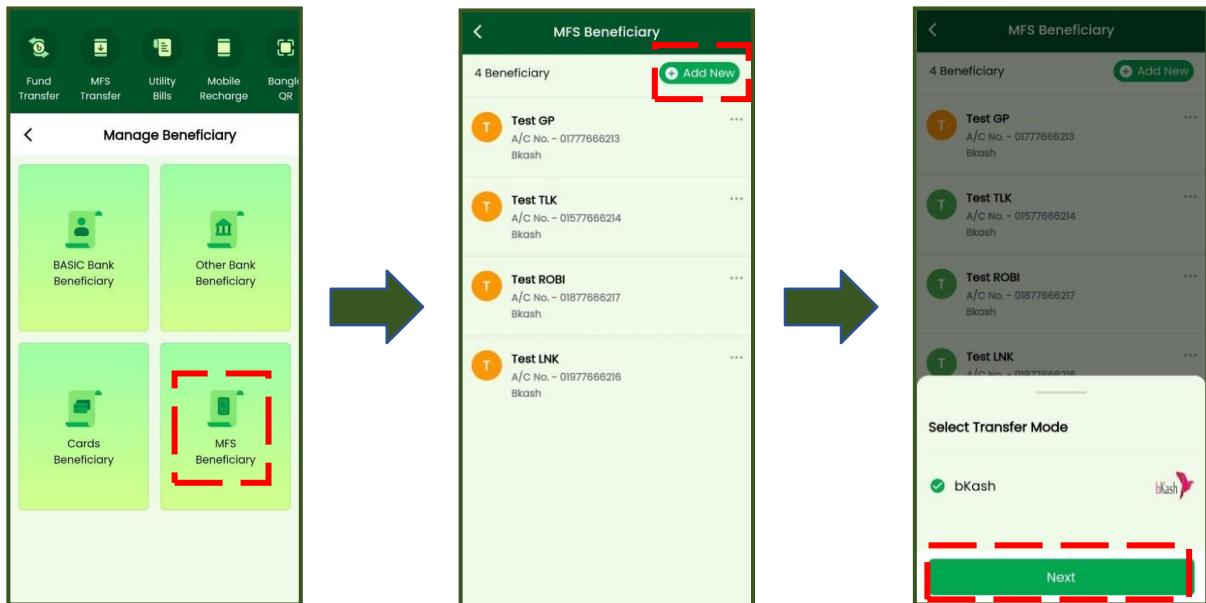 Fund
Transfer
MFS
Transfer
Utility
Bills
Mobile
Recharge
Bangla
QR
Manage Beneficiary
BASIC Bank
Beneficiary
Other Bank
Beneficiary
Cards
Beneficiary
MFS
Beneficiary
MFS Beneficiary
4 Beneficiary
Add New
T
Test GP
A/C No. - 01777666213
Bkash
T
Test TLK
A/C No. - 01577666214
Bkash
T
Test ROBI
A/C No. - 01877666217
Bkash
T
Test LNK
A/C No. - 01977666216
Bkash
MFS Beneficiary
4 Beneficiary
Add New
T
Test GP
A/C No. - 01777666213
Bkash
T
Test TLK
A/C No. - 01577666214
Bkash
T
Test ROBI
A/C No. - 01877666217
Bkash
T
Test LNK
A/C No. - 01977666216
Select Transfer Mode
bKash
bKash
Next